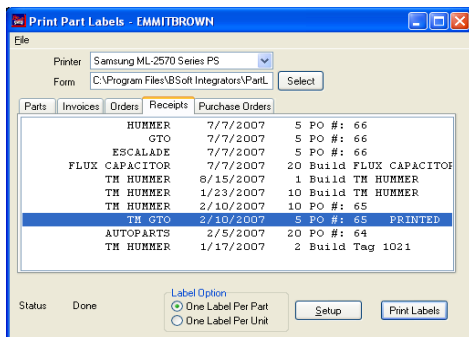 Print Part Labels - EMMITBROWN
File
Printer Samsung ML-2570 Series PS
Form C:\Program Files\BSoft Integrators\PartL Select
Parts Invoices Orders Receipts Purchase Orders
HUMMER 7/7/2007 5 PO #: 66
GTO 7/7/2007 5 PO #: 66
ESCALADE 7/7/2007 5 PO #: 66
FLUX CAPACITOR 7/7/2007 20 Build FLUX CAPACITOR
TM HUMMER 8/15/2007 1 Build TM HUMMER
TM HUMMER 1/23/2007 10 Build TM HUMMER
TM HUMMER 2/10/2007 10 PO #: 65
TM GTO 2/10/2007 5 PO #: 65 PRINTED
AUTOPARTS 2/5/2007 20 PO #: 64
TM HUMMER 1/17/2007 2 Build Tag 1021
Label Option
Status Done One Label Per Part Setup Print Labels
One Label Per Unit